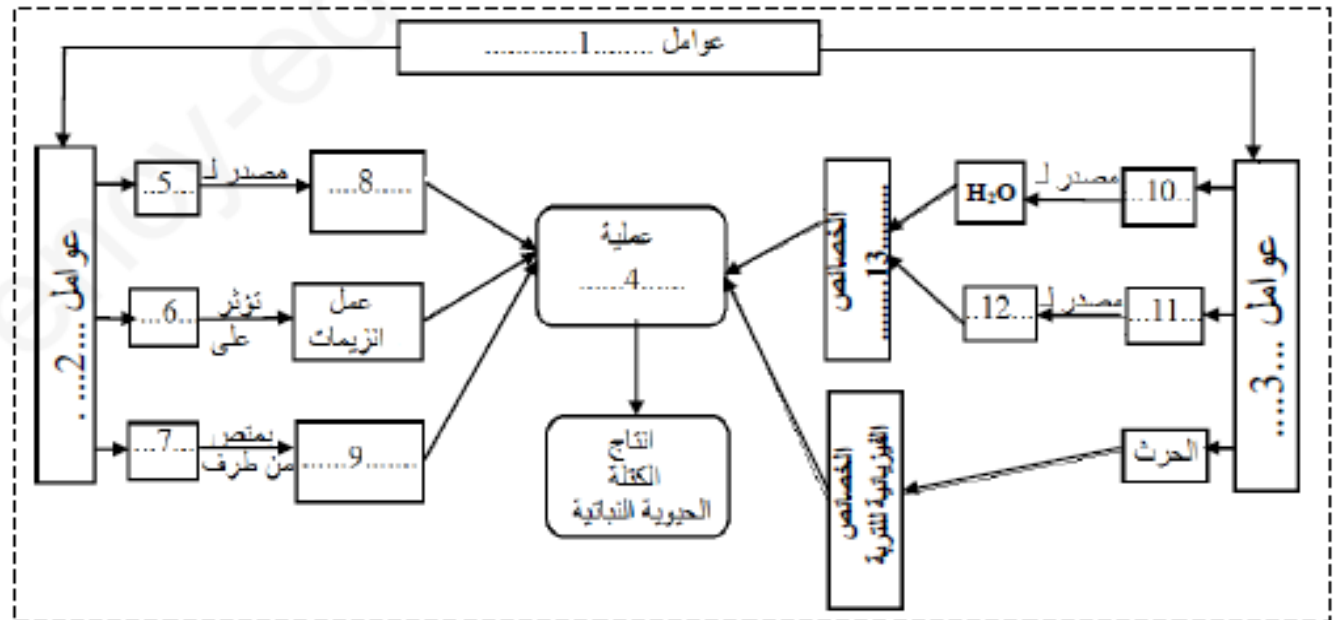 عوامل ........1.............
عوامل ....2... .
...5....
مصدر لـ
......8.....
...6....
تؤثر
على
عمل
انزيمات
...7....
يمتص
من طرف
.......9........
عملية
......4.......
انتاج
الكتلة
الحيوية النباتية
عوامل ...3.....
...10....
مصدر لـ
H₂O
...11....
مصدر لـ
...12....
الخصائص
...........13...........
الحرث
الخصائص
الفيزيائية للتربة